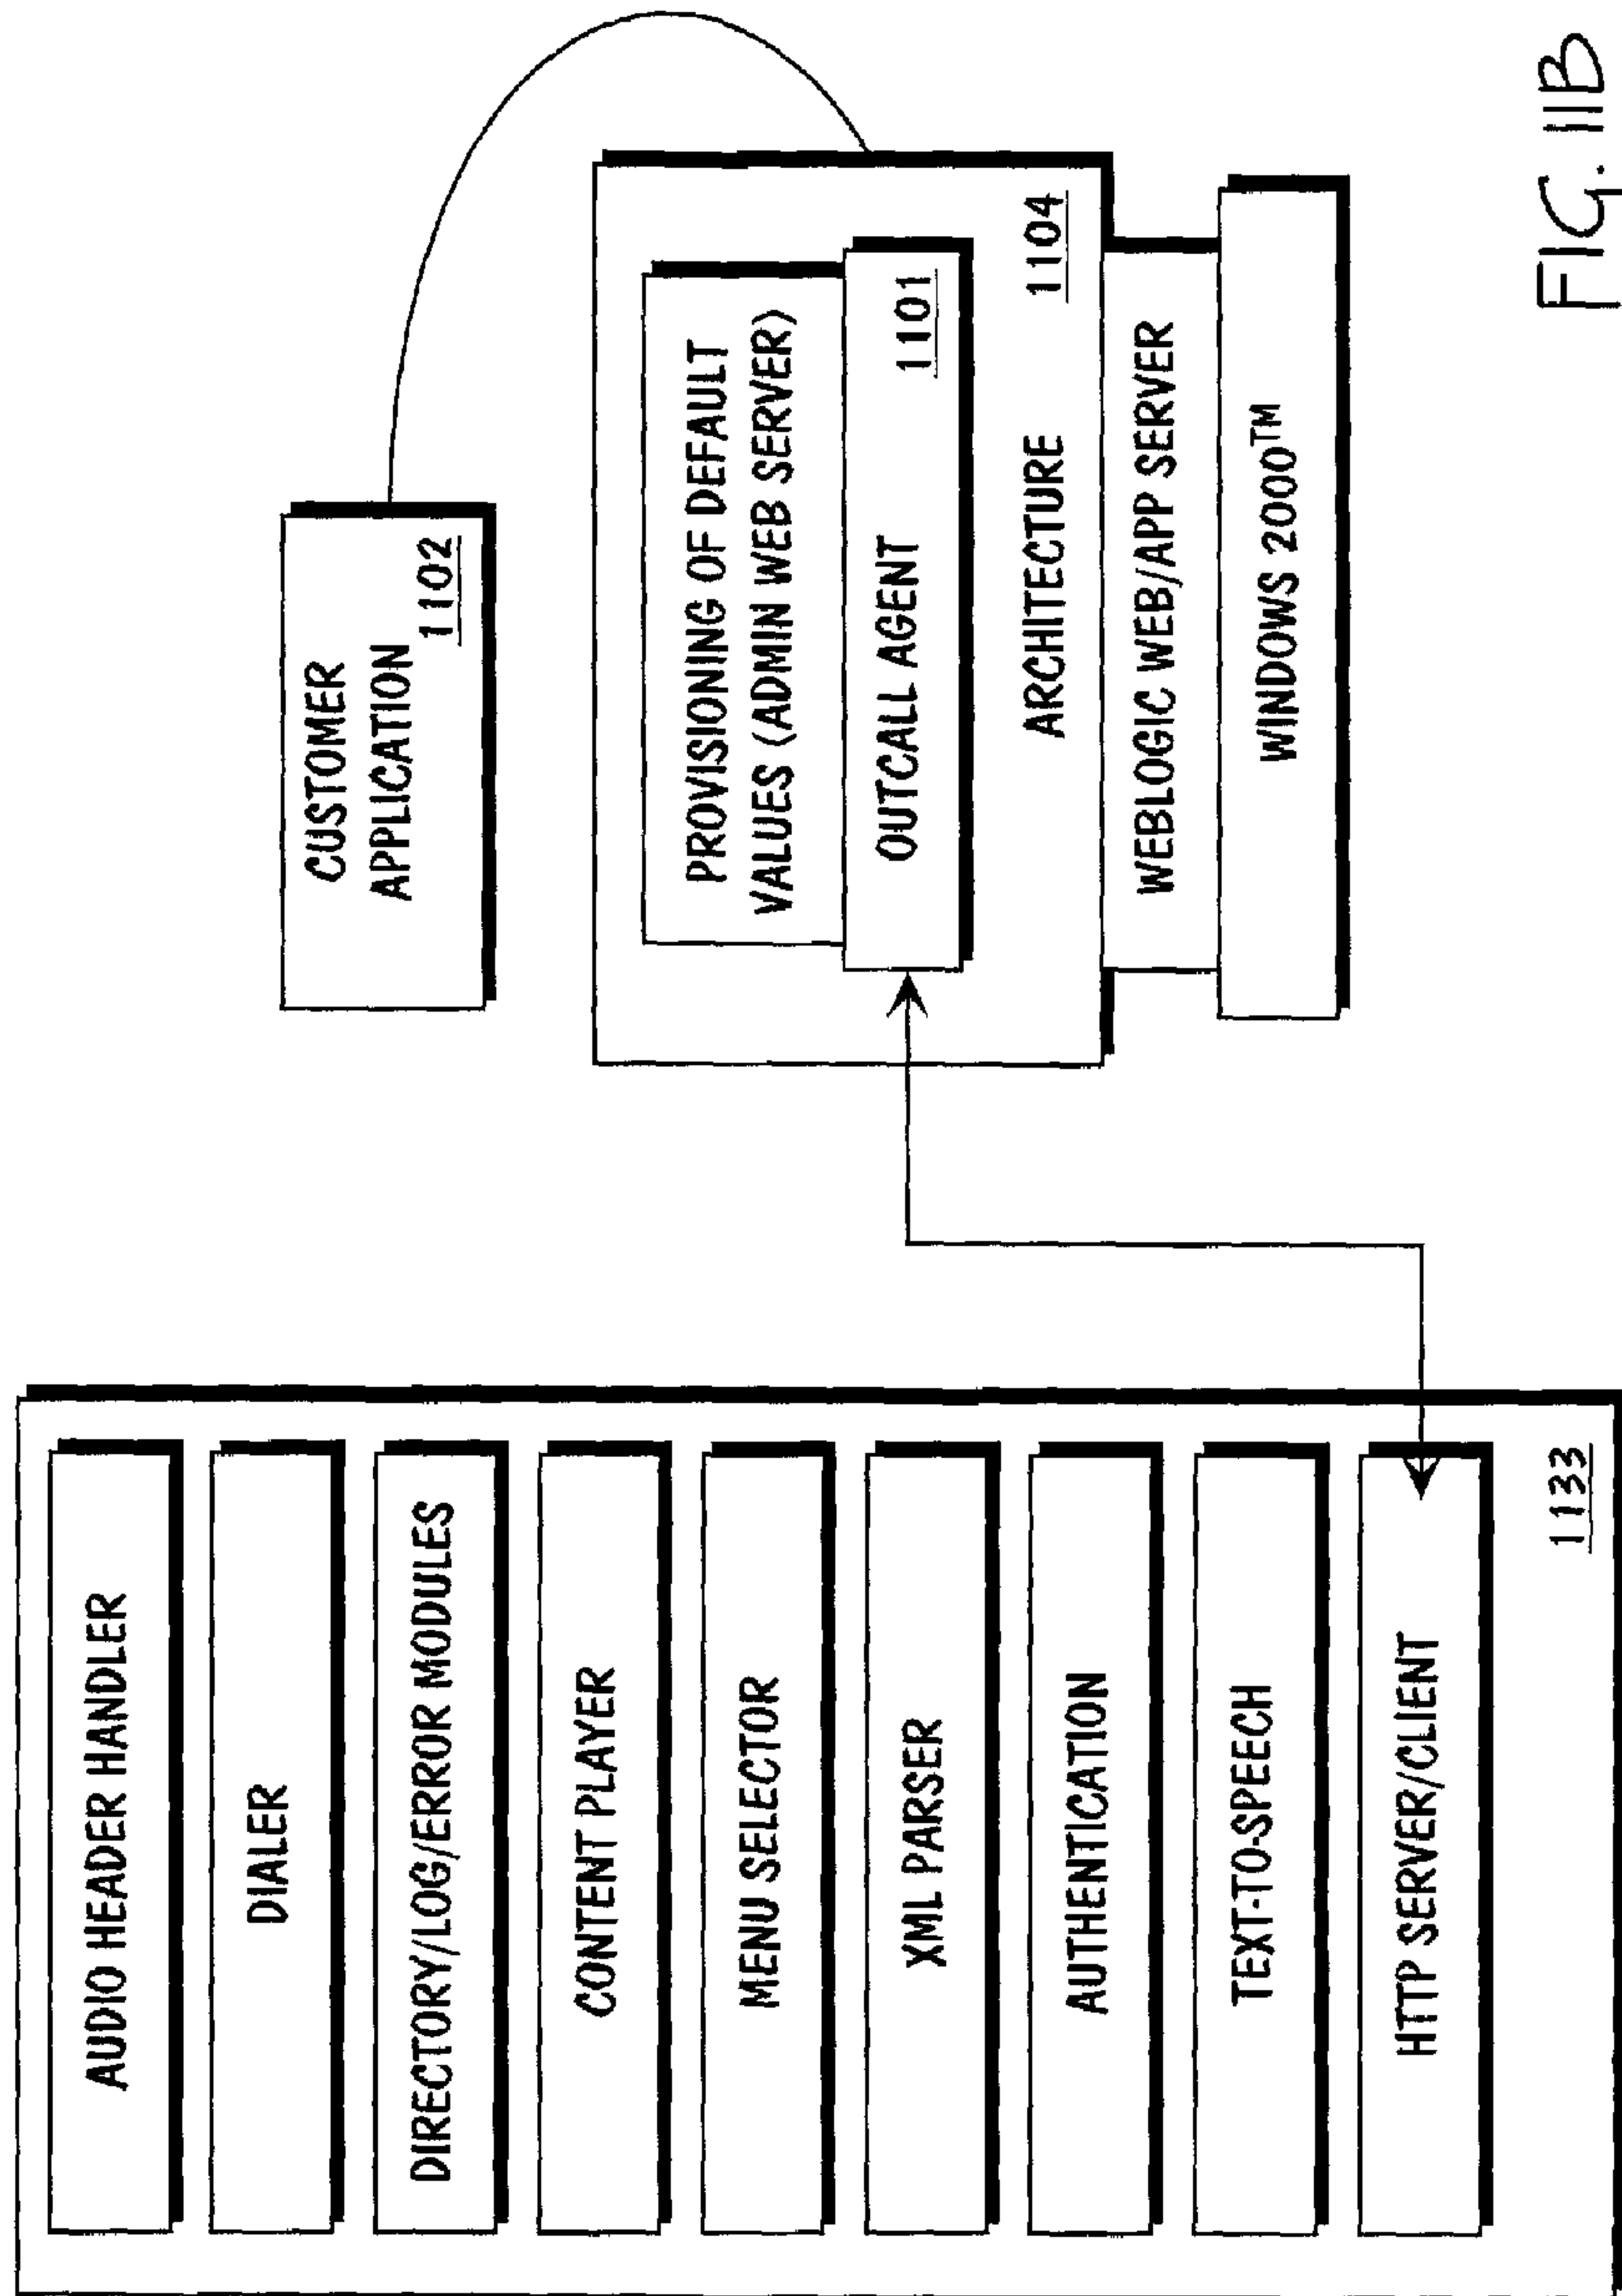 AUDIO HEADER HANDLER
DIALER
DIRECTORY/LOG/ERROR MODULES
CONTENT PLAYER
MENU SELECTOR
XML PARSER
AUTHENTICATION
TEXT-TO-SPEECH
HTTP SERVER/CLIENT
1133
CUSTOMER
APPLICATION
1102
PROVISIONING OF DEFAULT
VALUES (ADMIN WEB SERVER)
OUTCALL AGENT
1101
ARCHITECTURE
1104
WEBLOGIC WEB/APP SERVER
WINDOWS 2000™
FIG. 11B